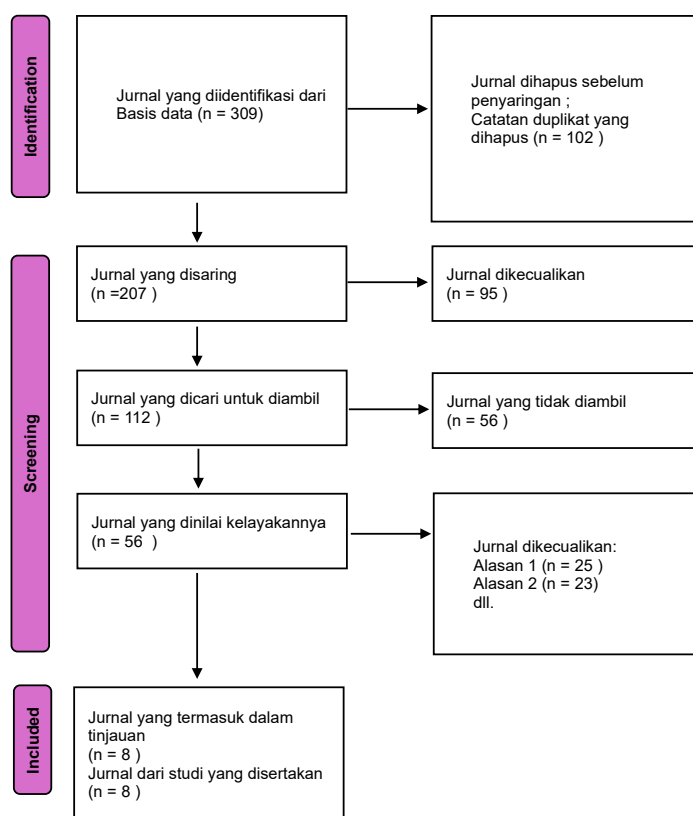 Identification
Jurnal yang diidentifikasi dari
Basis data (n = 309)
Jurnal dihapus sebelum
penyaringan ;
Catatan duplikat yang
dihapus (n = 102 )
Screening
Jurnal yang disaring
(n =207 )
Jurnal dikecualikan
(n = 95 )
Jurnal yang dicari untuk diambil
(n = 112 )
Jurnal yang tidak diambil
(n = 56 )
Jurnal yang dinilai kelayakannya
(n = 56  )
Jurnal dikecualikan:
Alasan 1 (n = 25 )
Alasan 2 (n = 23)
dll.
Included
Jurnal yang termasuk dalam
tinjauan
(n = 8 )
Jurnal dari studi yang disertakan
(n = 8 )